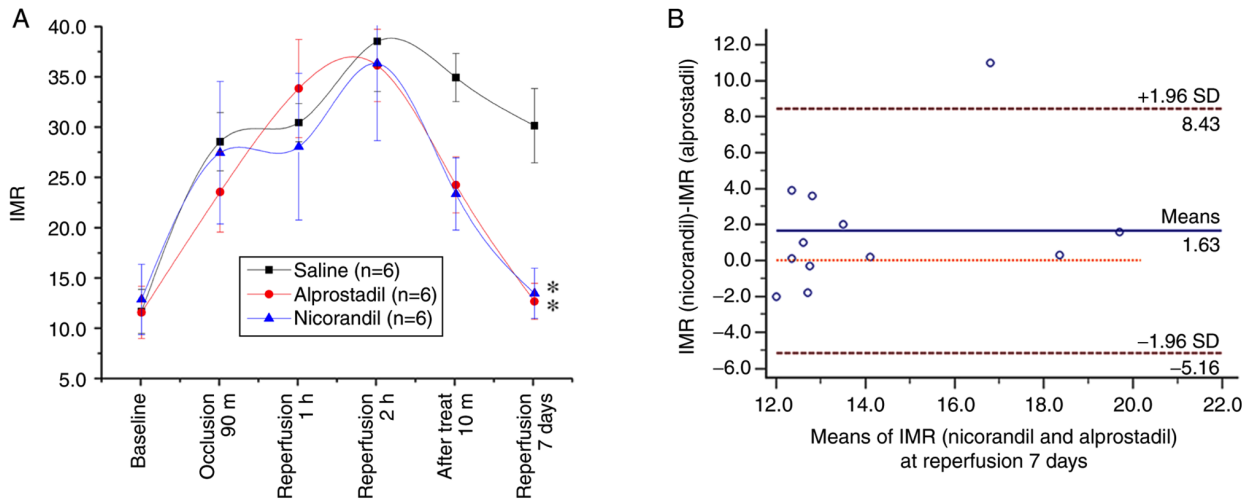 A
40.0
35.0
30.0
25.0
20.0
15.0
10.0
5.0
IMR
Saline (n=6)
Alprostadil (n=6)
Nicorandil (n=6)
*
*
Baseline
Occlusion
90 m
Reperfusion
1 h
Reperfusion
2 h
After treat
10 m
Reperfusion
7 days
B
12.0
10.0
8.0
6.0
4.0
2.0
0.0
−2.0
−4.0
−6.0
IMR (nicorandil)-IMR (alprostadil)
+1.96 SD
8.43
Means
1.63
−1.96 SD
−5.16
12.0 14.0 16.0 18.0 20.0 22.0
Means of IMR (nicorandil and alprostadil)
at reperfusion 7 days